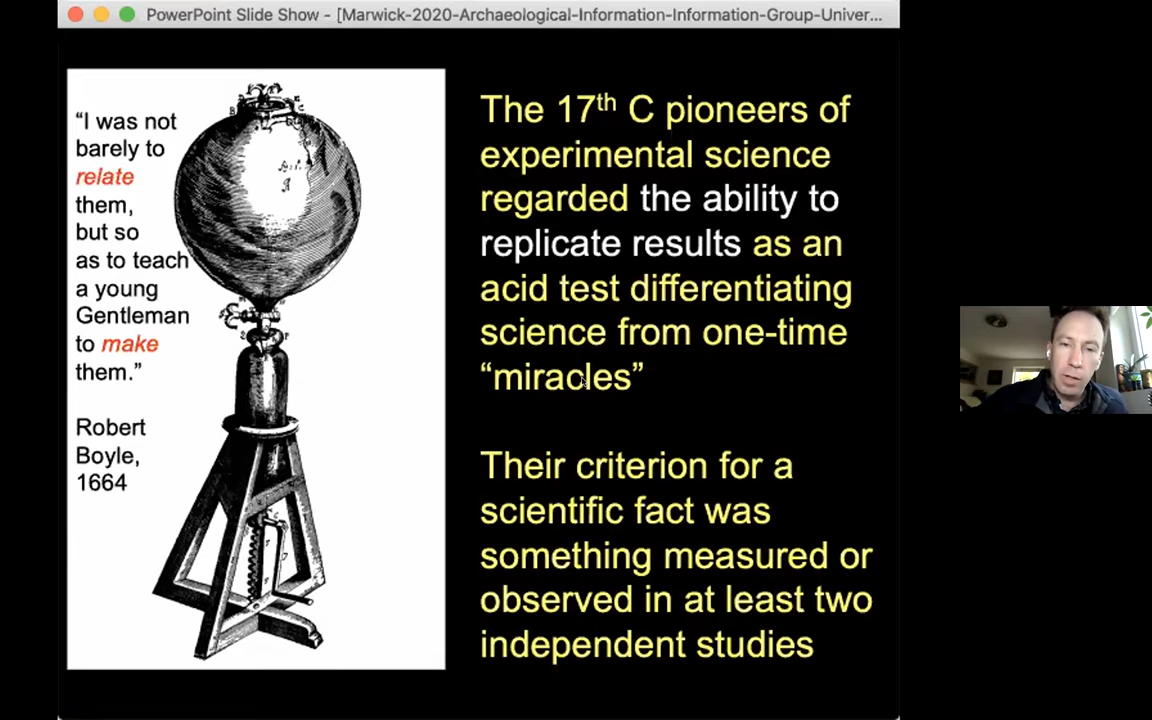 PowerPoint Slide Show - [Marwick-2020-Archaeological-Information-Information-Group-Univer...
“I was not
barely to
relate
them,
but so
as to teach
a young
Gentleman
to make
them.”
Robert
Boyle,
1664
The 17th C pioneers of
experimental science
regarded the ability to
replicate results as an
acid test differentiating
science from one-time
“miracles”
Their criterion for a
scientific fact was
something measured or
observed in at least two
independent studies